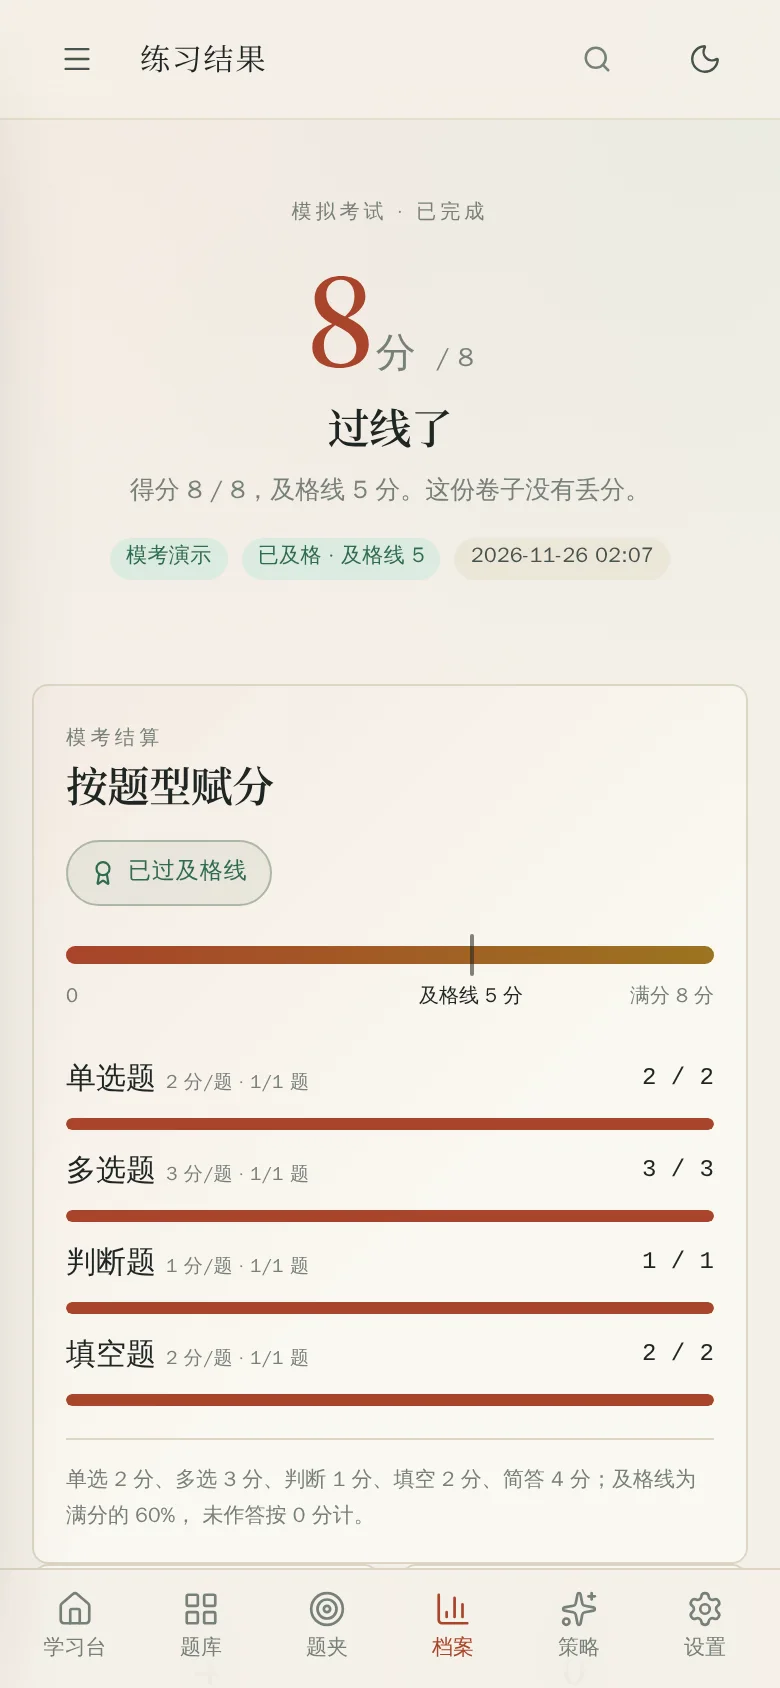 练习结果
模拟考试 · 已完成
8分 / 8
过线了
得分 8 / 8，及格线 5 分。这份卷子没有丢分。
模考演示 已及格 · 及格线 5 2026-11-26 02:07
模考结算
按题型赋分
已过及格线
0 及格线 5 分 满分 8 分
单选题 2 分/题 · 1/1 题 2 / 2
多选题 3 分/题 · 1/1 题 3 / 3
判断题 1 分/题 · 1/1 题 1 / 1
填空题 2 分/题 · 1/1 题 2 / 2
单选 2 分、多选 3 分、判断 1 分、填空 2 分、简答 4 分；及格线为
满分的 60%， 未作答按 0 分计。
学习台 题库 题夹 档案 策略 设置